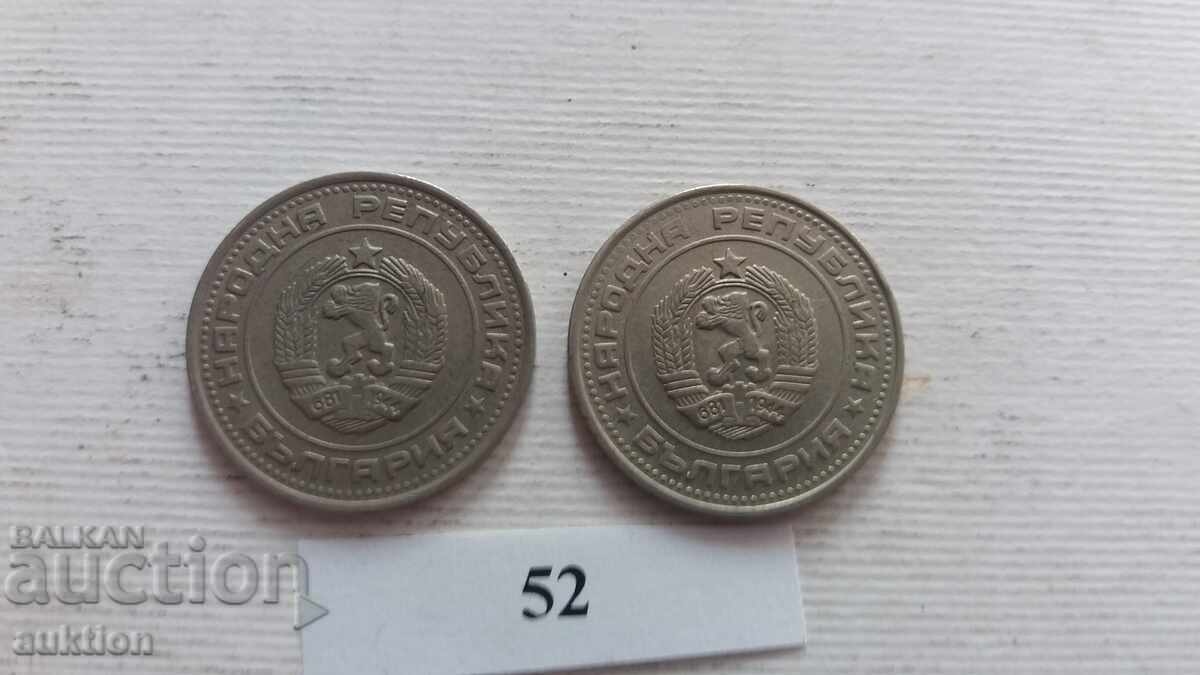 НАРОДНА РЕПУБЛИКА
БЪЛГАРИЯ
681 1944
НАРОДНА РЕПУБЛИКА
БЪЛГАРИЯ
681 1944
52
BALKAN
auction
auktion